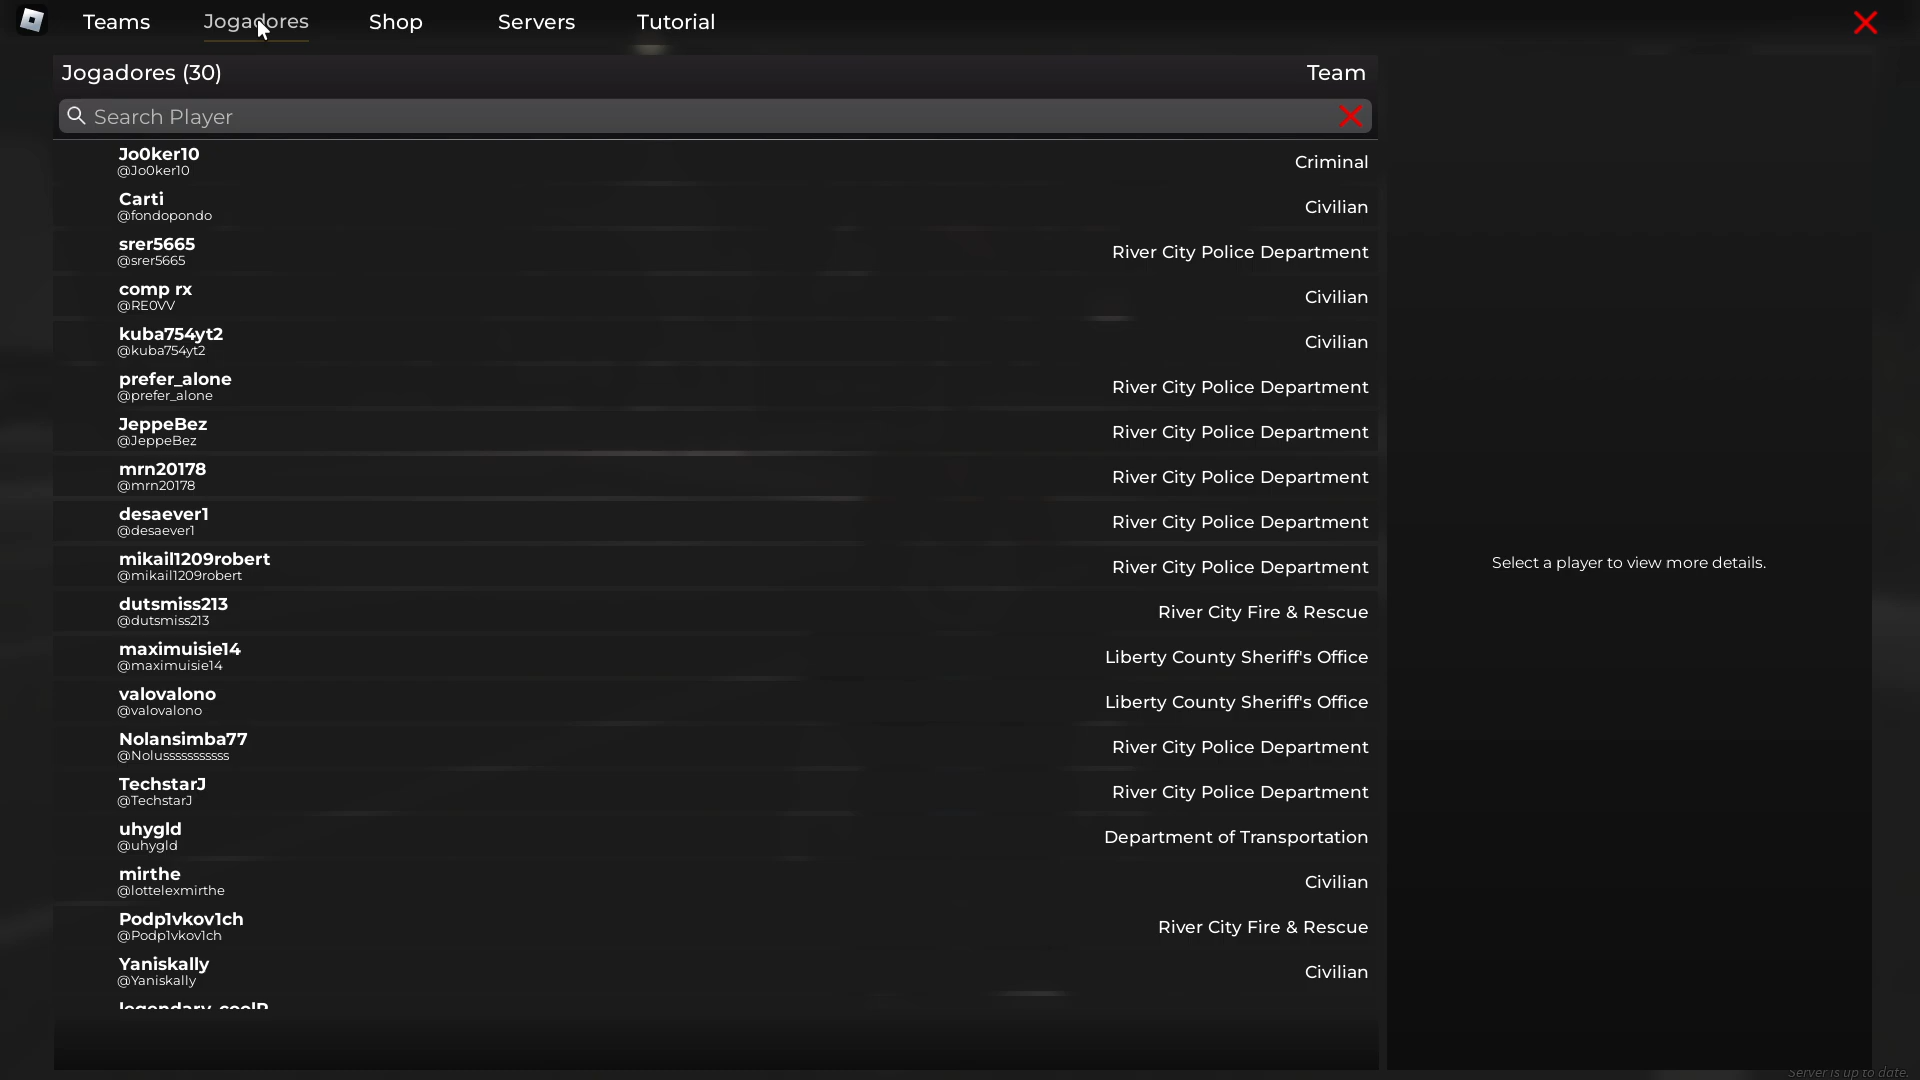 Teams Jogadores Shop Servers Tutorial
Jogadores (30) Team
Search Player
Jo0ker10
@Jo0ker10
Criminal
Carti
@fondopondo
Civilian
srer5665
@srer5665
River City Police Department
comp rx
@RE0VV
Civilian
kuba754yt2
@kuba754yt2
Civilian
prefer_alone
@prefer_alone
River City Police Department
JeppeBez
@JeppeBez
River City Police Department
mrn20178
@mrn20178
River City Police Department
desaever1
@desaever1
River City Police Department
mikail1209robert
@mikail1209robert
River City Police Department
dutsmiss213
@dutsmiss213
River City Fire & Rescue
maximuisie14
@maximuisie14
Liberty County Sheriff's Office
valovalono
@valovalono
Liberty County Sheriff's Office
Nolansimba77
@Nolusssssssssss
River City Police Department
TechstarJ
@TechstarJ
River City Police Department
uhygld
@uhygld
Department of Transportation
mirthe
@lottelexmirthe
Civilian
Podp1vkov1ch
@Podp1vkov1ch
River City Fire & Rescue
Yaniskally
@Yaniskally
Civilian
Select a player to view more details.
Server is up to date.